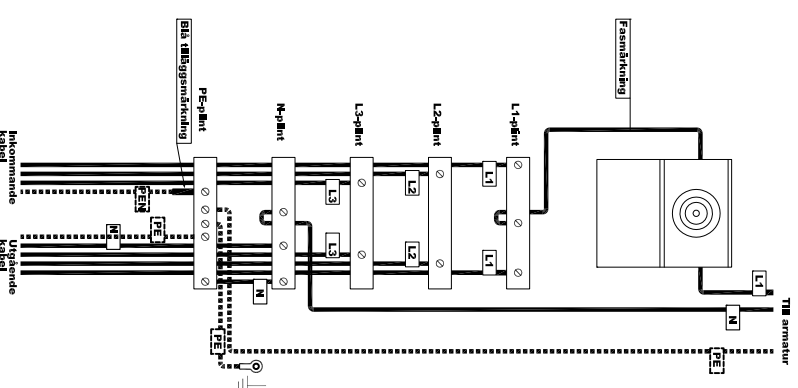 Fasmärkning
Blå tilläggsmärkning
L1-plint
L2-plint
L3-plint
N-plint
PE-plint
L1
L2
L3
PEN
Inkommande
kabel
PE
N
L3
L2
L1
N
Utgående
kabel
PE
L1
N
PE
Till armatur